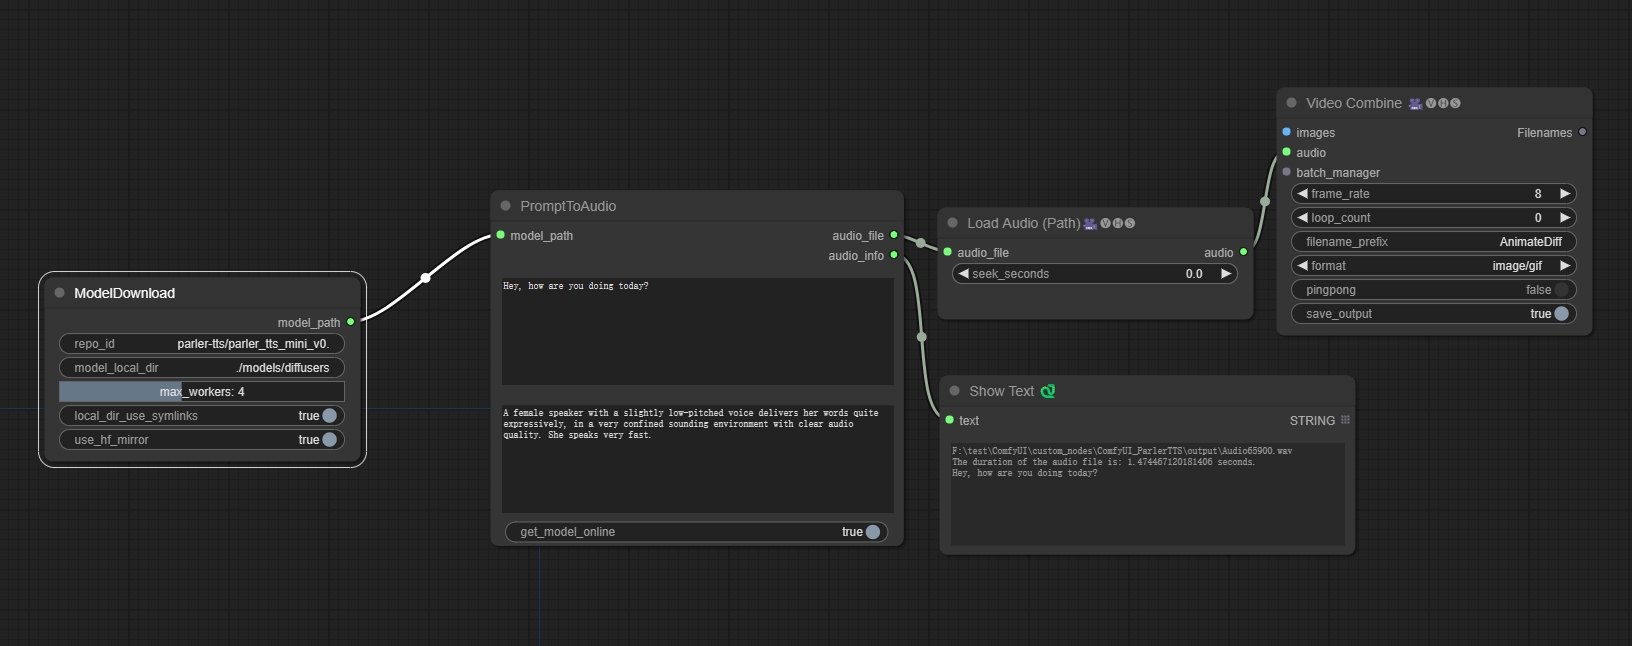 ModelDownload
model_path
repo_id parler-tts/parler_tts_mini_v0.
model_local_dir ./models/diffusers
max_workers: 4
local_dir_use_symlinks true
use_hf_mirror true
PromptToAudio
model_path audio_file
audio_info
Hey, how are you doing today?
A female speaker with a slightly low-pitched voice delivers her words quite
expressively, in a very confined sounding environment with clear audio
quality. She speaks very fast.
get_model_online true
Load Audio (Path) 🎥🅥🅗🅢
audio_file audio
seek_seconds 0.0
Show Text 🐍
text STRING
F:\test\ComfyUI\custom_nodes\ComfyUI_ParlerTTS\output\Audio65900.wav
The duration of the audio file is: 1.474467120181406 seconds.
Hey, how are you doing today?
Video Combine 🎥🅥🅗🅢
images Filenames
audio
batch_manager
frame_rate 8
loop_count 0
filename_prefix AnimateDiff
format image/gif
pingpong false
save_output true